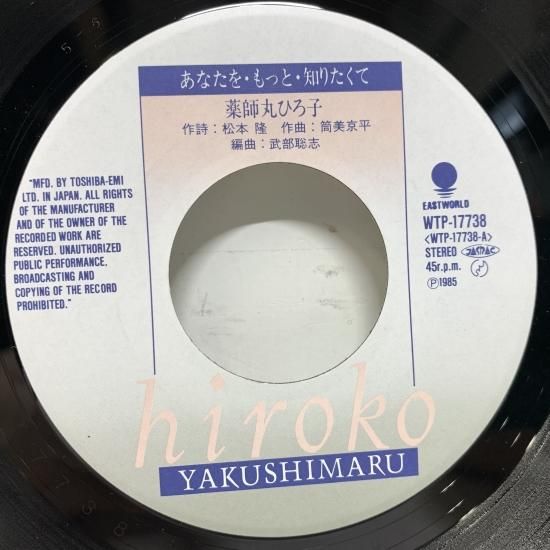 あなたを・もっと・知りたくて
薬師丸ひろ子
作詩:松本 隆 作曲:筒美京平
編曲:武部聡志
"MFD. BY TOSHIBA-EMI
LTD. IN JAPAN. ALL RIGHTS
OF THE MANUFACTURER
AND OF THE OWNER OF THE
RECORDED WORK ARE
RESERVED. UNAUTHORIZED
PUBLIC PERFORMANCE.
BROADCASTING AND
COPYING OF THE RECORD
PROHIBITED."
EASTWORLD
WTP-17738
<WTP-17738-A>
STEREO JASRAC
45r.p.m.
Ⓟ1985
hiroko
YAKUSHIMARU